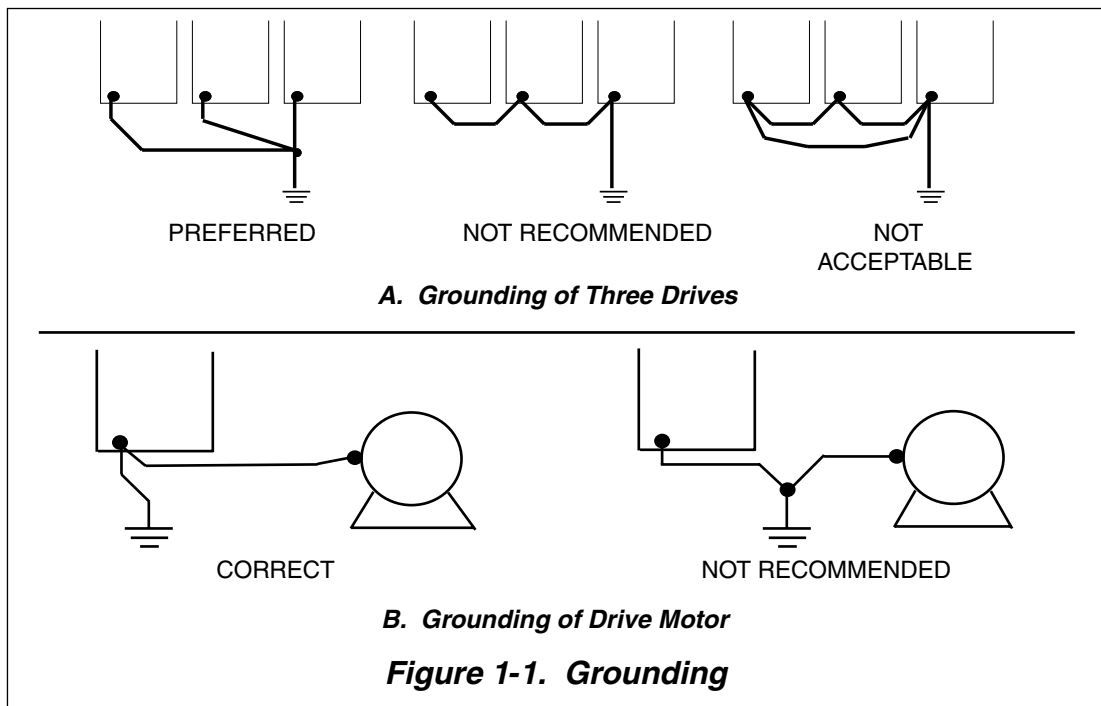 PREFERRED
NOT RECOMMENDED
NOT
ACCEPTABLE
A. Grounding of Three Drives
CORRECT
NOT RECOMMENDED
B. Grounding of Drive Motor
Figure 1-1. Grounding